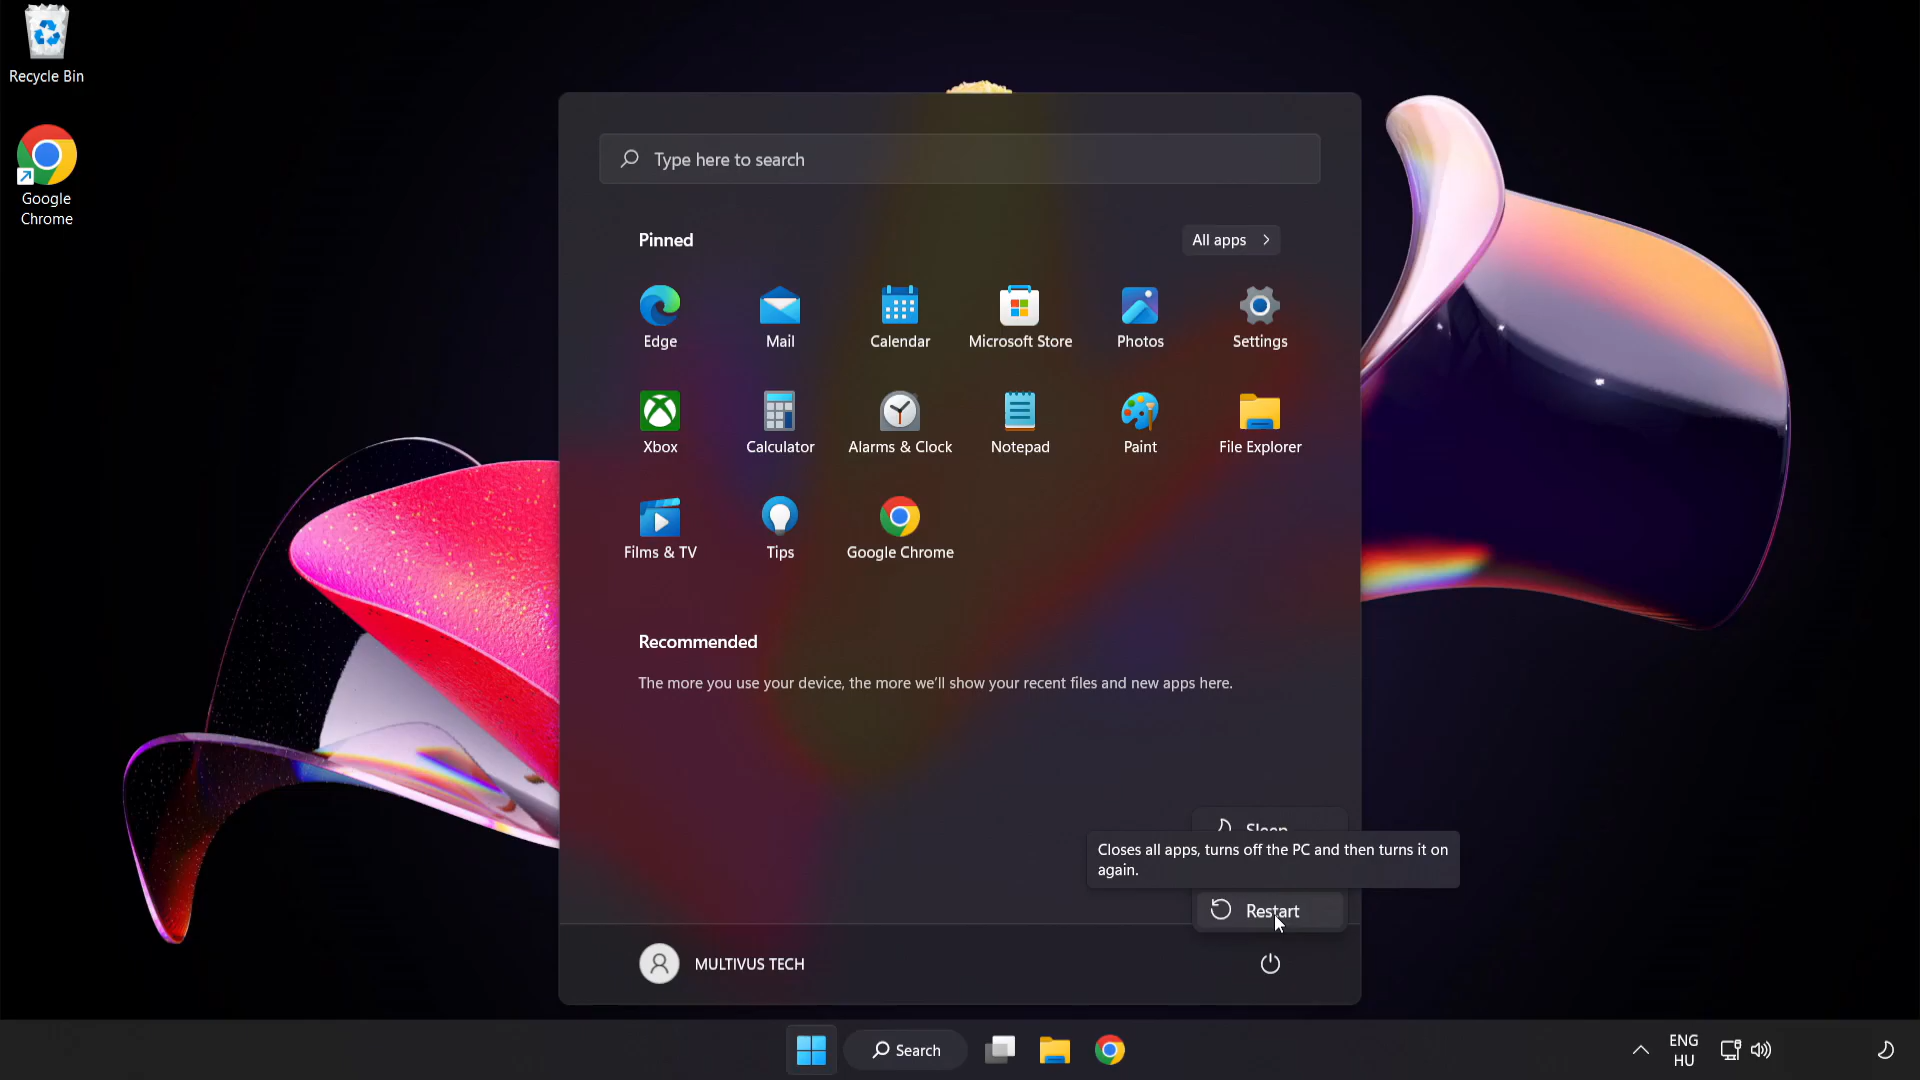 Recycle Bin
Google
Chrome
Type here to search
Pinned
All apps
Edge
Mail
Calendar
Microsoft Store
Photos
Settings
Xbox
Calculator
Alarms & Clock
Notepad
Paint
File Explorer
Films & TV
Tips
Google Chrome
Recommended
The more you use your device, the more we'll show your recent files and new apps here.
Sleep
Closes all apps, turns off the PC and then turns it on
again.
Restart
MULTIVUS TECH
Search
ENG
HU